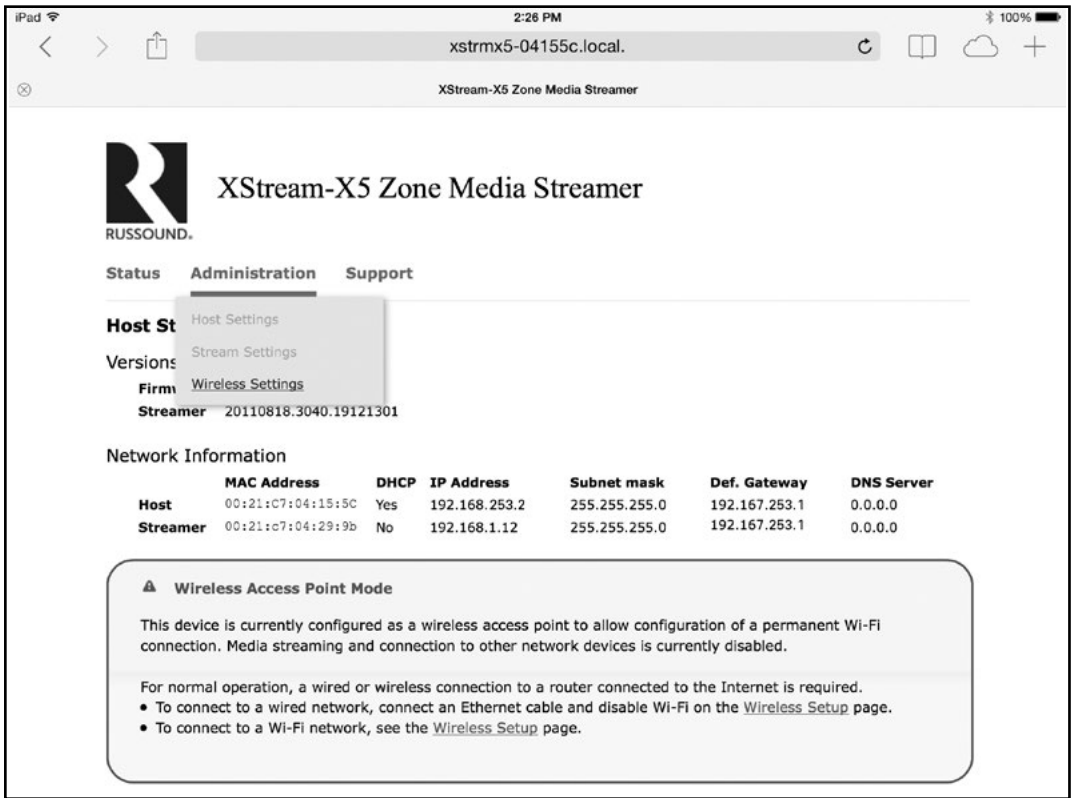 iPad 2:26 PM 100%
xstrmx5-04155c.local.
XStream-X5 Zone Media Streamer
RUSSOUND®
XStream-X5 Zone Media Streamer
Status Administration Support
Host Settings
Host St
Stream Settings
Versions
Wireless Settings
Firmw
Streamer 20110818.3040.19121301
Network Information
MAC Address DHCP IP Address Subnet mask Def. Gateway DNS Server
Host 00:21:C7:04:15:5C Yes 192.168.253.2 255.255.255.0 192.167.253.1 0.0.0.0
Streamer 00:21:c7:04:29:9b No 192.168.1.12 255.255.255.0 192.167.253.1 0.0.0.0
Wireless Access Point Mode
This device is currently configured as a wireless access point to allow configuration of a permanent Wi-Fi
connection. Media streaming and connection to other network devices is currently disabled.
For normal operation, a wired or wireless connection to a router connected to the Internet is required.
• To connect to a wired network, connect an Ethernet cable and disable Wi-Fi on the Wireless Setup page.
• To connect to a Wi-Fi network, see the Wireless Setup page.